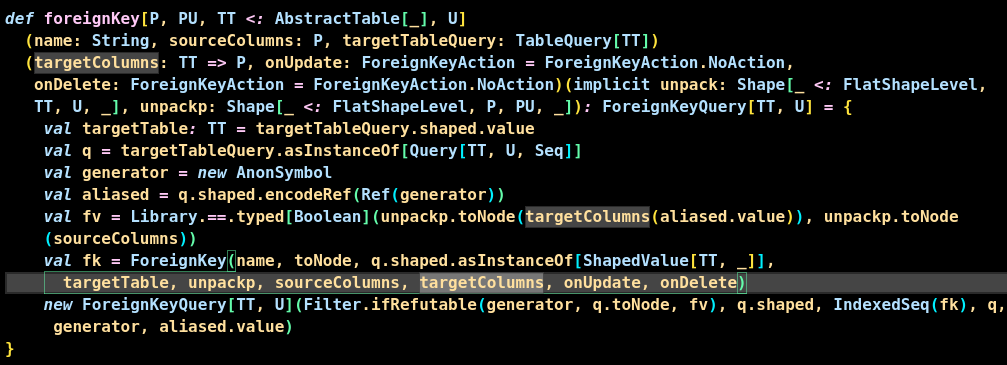 def foreignKey[P, PU, TT <: AbstractTable[_], U]
(name: String, sourceColumns: P, targetTableQuery: TableQuery[TT])
(targetColumns: TT => P, onUpdate: ForeignKeyAction = ForeignKeyAction.NoAction,
onDelete: ForeignKeyAction = ForeignKeyAction.NoAction)(implicit unpack: Shape[_ <: FlatShapeLevel,
TT, U, _], unpackp: Shape[_ <: FlatShapeLevel, P, PU, _]): ForeignKeyQuery[TT, U] = {
val targetTable: TT = targetTableQuery.shaped.value
val q = targetTableQuery.asInstanceOf[Query[TT, U, Seq]]
val generator = new AnonSymbol
val aliased = q.shaped.encodeRef(Ref(generator))
val fv = Library.==.typed[Boolean](unpackp.toNode(targetColumns(aliased.value)), unpackp.toNode
(sourceColumns))
val fk = ForeignKey(name, toNode, q.shaped.asInstanceOf[ShapedValue[TT, _]],
targetTable, unpackp, sourceColumns, targetColumns, onUpdate, onDelete)
new ForeignKeyQuery[TT, U](Filter.ifRefutable(generator, q.toNode, fv), q.shaped, IndexedSeq(fk), q,
generator, aliased.value)
}